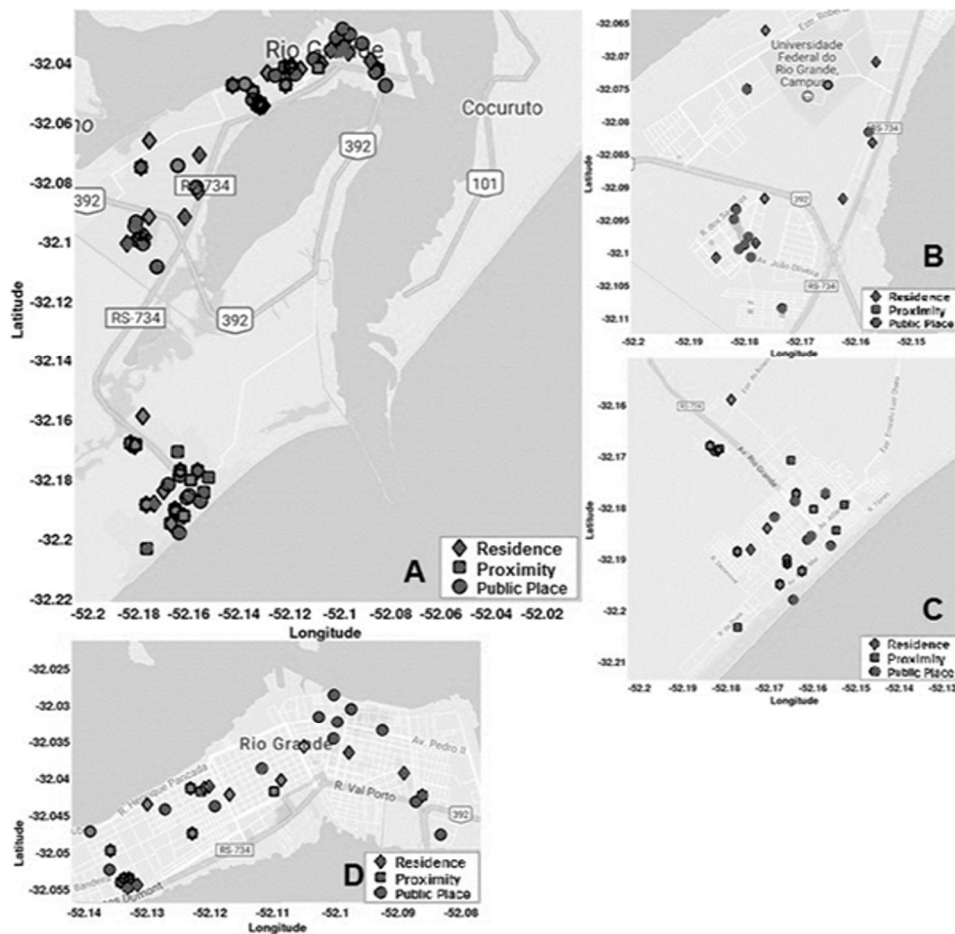 Rio Grande
Cocuruto
392
101
RS-734
392
RS-734
392
A
Residence
Proximity
Public Place
Latitude
-32.04
-32.06
-32.08
-32.1
-32.12
-32.14
-32.16
-32.18
-32.2
-32.22
-52.2 -52.18 -52.16 -52.14 -52.12 -52.1 -52.08 -52.06 -52.04 -52.02
Longitude
Universidade
Federal do
Rio Grande,
Campus
RS-734
392
Av. João Oliveira
RS-734
B
Residence
Proximity
Public Place
Latitude
-32.065
-32.07
-32.075
-32.08
-32.085
-32.09
-32.095
-32.1
-32.105
-32.11
-52.2 -52.19 -52.18 -52.17 -52.16 -52.15
Longitude
RS-734
Av. Rio Grande
C
Residence
Proximity
Public Place
Latitude
-32.16
-32.17
-32.18
-32.19
-32.2
-32.21
-52.2 -52.19 -52.18 -52.17 -52.16 -52.15 -52.14 -52.13
Longitude
Rio Grande
Av. Pedro II
R. Henrique Pancada
R. Val Porto
392
RS-734
D
Residence
Proximity
Public Place
Latitude
-32.025
-32.03
-32.035
-32.04
-32.045
-32.05
-32.055
-52.14 -52.13 -52.12 -52.11 -52.1 -52.09 -52.08
Longitude